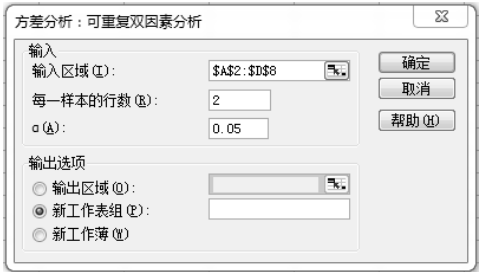 方差分析：可重复双因素分析
输入
输入区域(I)：
$A$2:$D$8
每一样本的行数(R)：
2
α(A)：
0.05
输出选项
输出区域(O)：
新工作表组(P)：
新工作薄(W)
确定
取消
帮助(H)